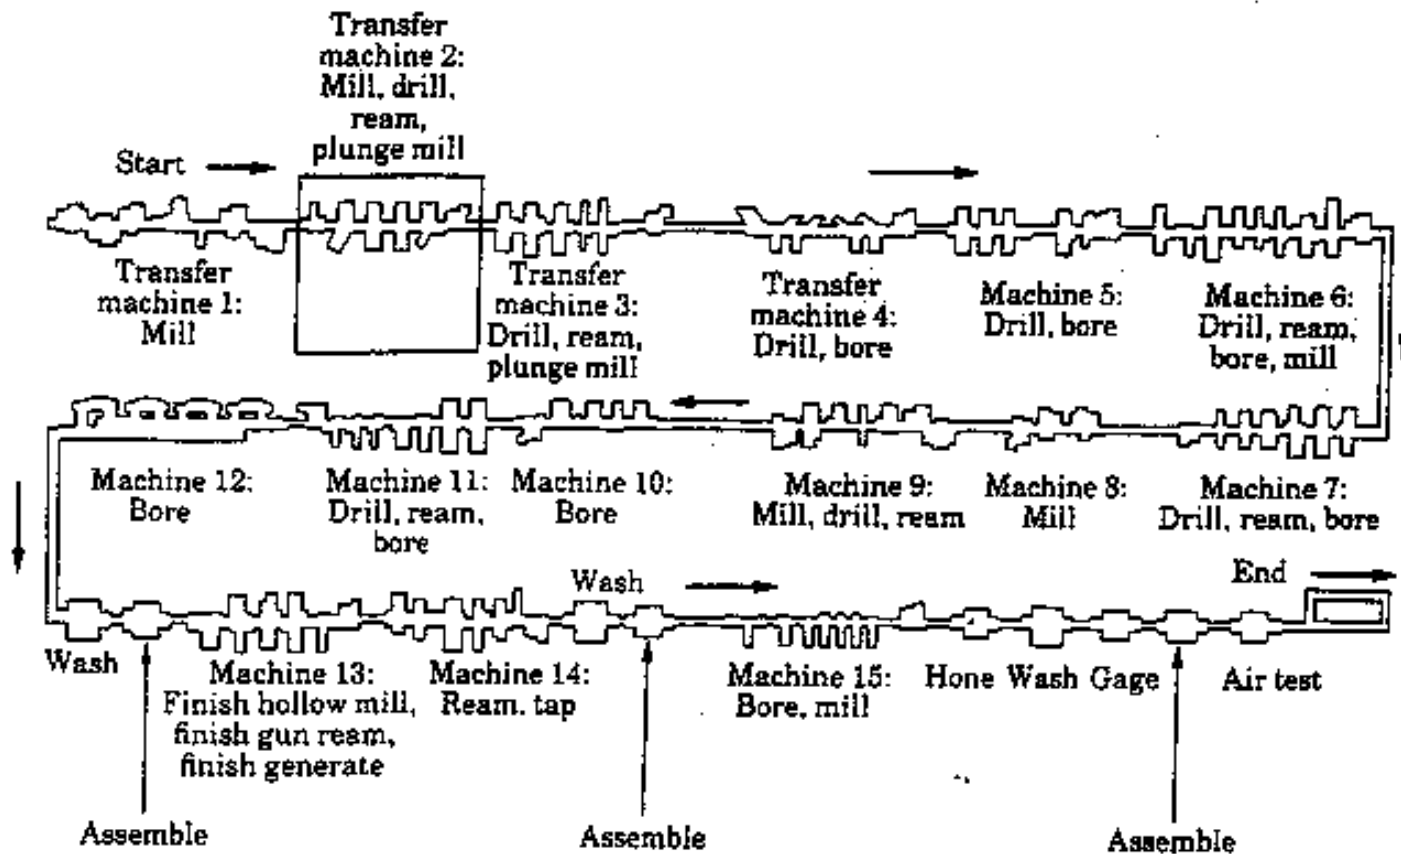 Transfer
machine 2:
Mill, drill,
ream,
plunge mill
Start
Transfer
machine 1:
Mill
Transfer
machine 3:
Drill, ream,
plunge mill
Transfer
machine 4:
Drill, bore
Machine 5:
Drill, bore
Machine 6:
Drill, ream,
bore, mill
Machine 12:
Bore
Machine 11:
Drill, ream,
bore
Machine 10:
Bore
Machine 9:
Mill, drill, ream
Machine 8:
Mill
Machine 7:
Drill, ream, bore
Wash
End
Wash
Machine 13:
Finish hollow mill,
finish gun ream,
finish generate
Machine 14:
Ream. tap
Machine 15:
Bore, mill
Hone Wash Gage
Air test
Assemble
Assemble
Assemble